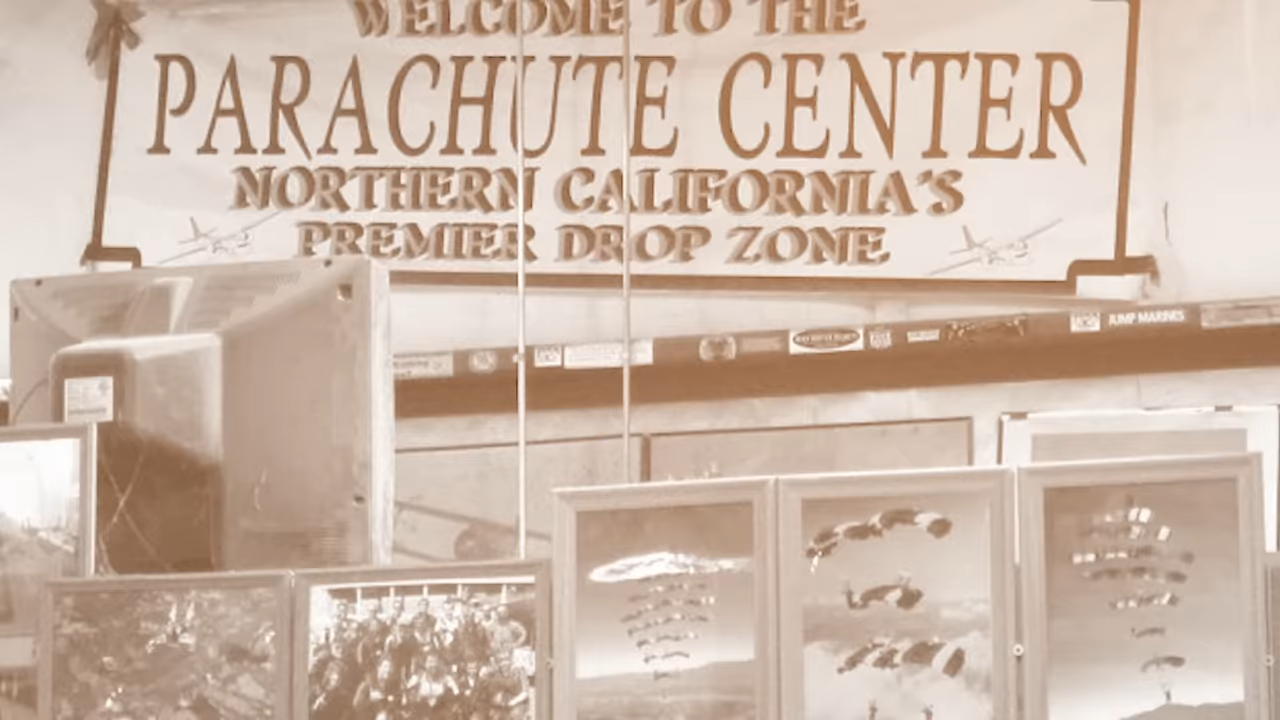 WELCOME TO THE
PARACHUTE CENTER
NORTHERN CALIFORNIA'S
PREMIER DROP ZONE
JUMP MARINES